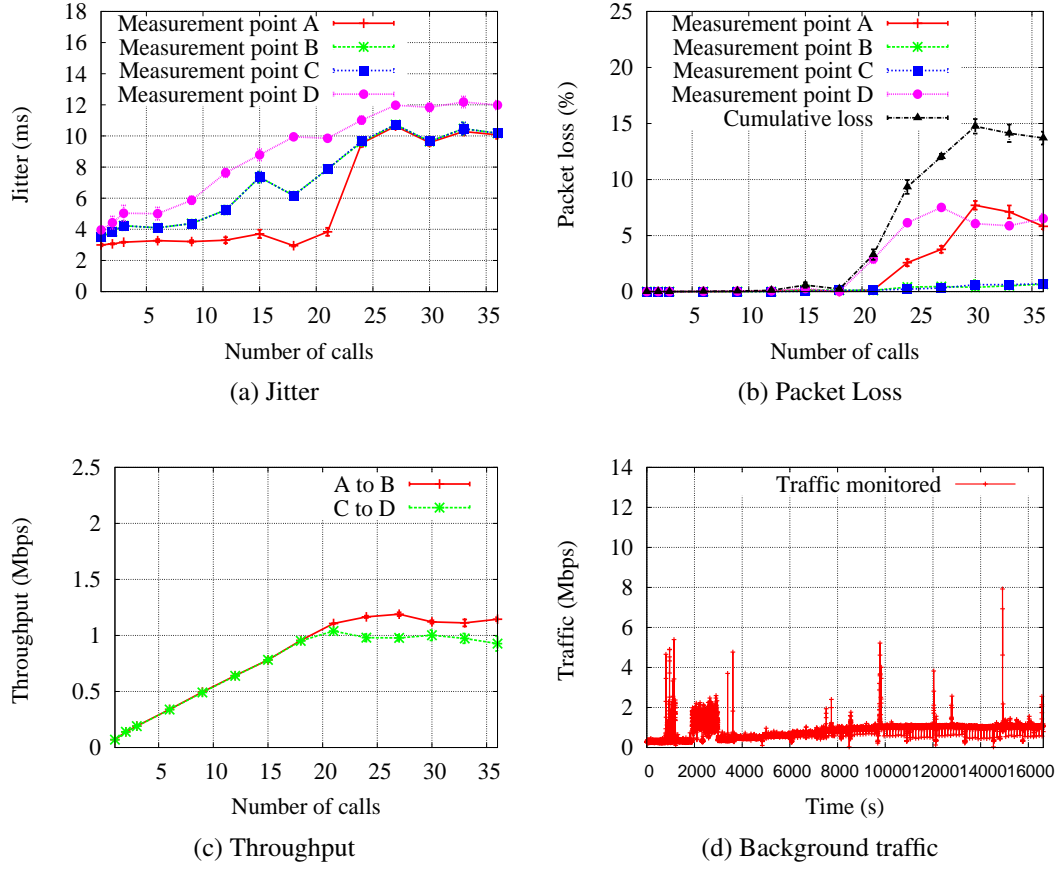 18
16
14
12
10
8
6
4
2
0
Jitter (ms)
Measurement point A
Measurement point B
Measurement point C
Measurement point D
5 10 15 20 25 30 35
Number of calls
(a) Jitter
25
20
15
10
5
0
Packet loss (%)
Measurement point A
Measurement point B
Measurement point C
Measurement point D
Cumulative loss
5 10 15 20 25 30 35
Number of calls
(b) Packet Loss
2.5
2
1.5
1
0.5
0
Throughput (Mbps)
A to B
C to D
5 10 15 20 25 30 35
Number of calls
(c) Throughput
14
12
10
8
6
4
2
0
Traffic (Mbps)
Traffic monitored
0 2000 4000 6000 8000 10000 12000 14000 16000
Time (s)
(d) Background traffic